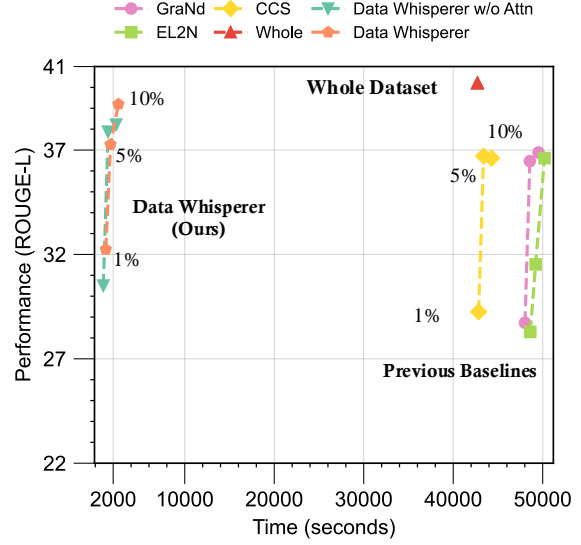 GraNd CCS Data Whisperer w/o Attn
EL2N Whole Data Whisperer
41
37
32
27
22
Performance (ROUGE-L)
Whole Dataset
10%
10%
5%
5%
Data Whisperer
(Ours)
1%
1%
Previous Baselines
2000 10000 20000 30000 40000 50000
Time (seconds)